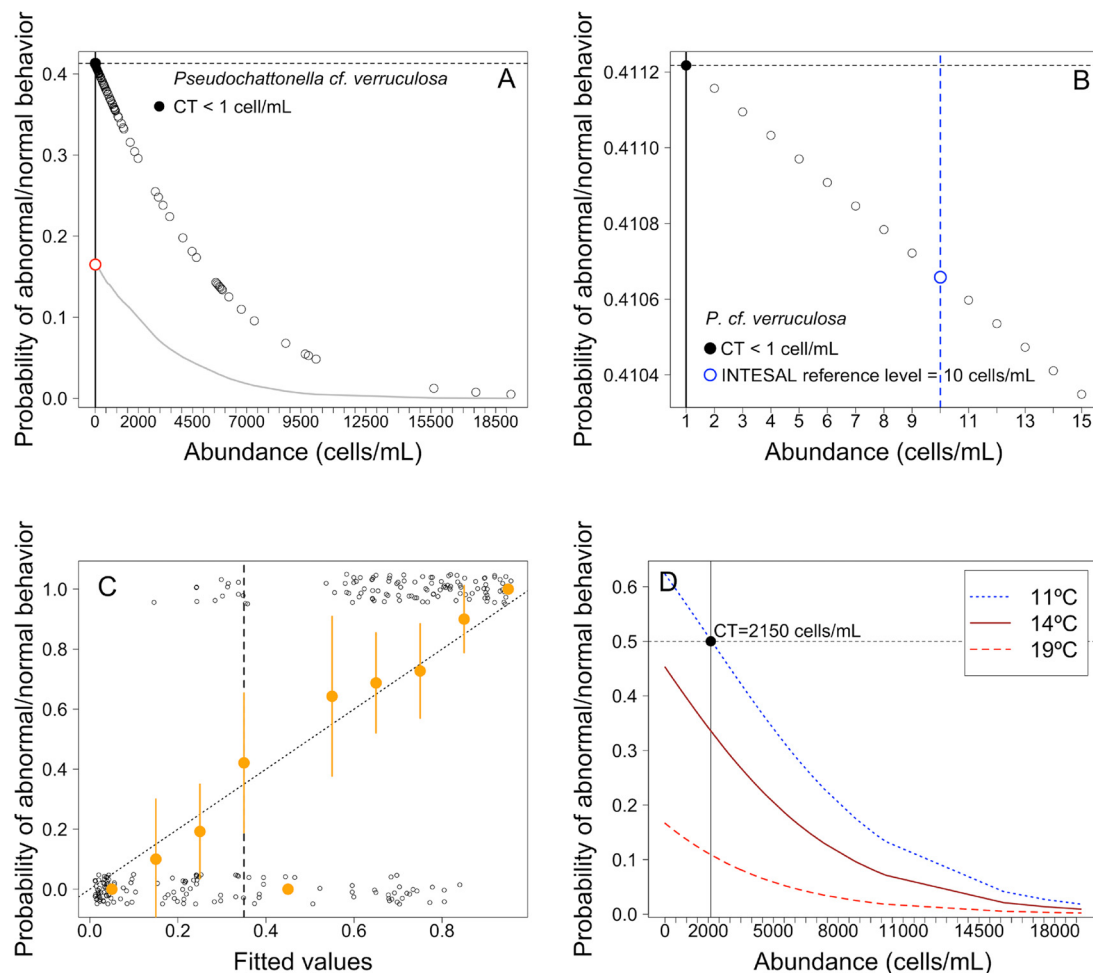 A
Pseudochattonella cf. verruculosa
CT < 1 cell/mL
Probability of abnormal/normal behavior
0.4
0.3
0.2
0.1
0.0
0 2000 4500 7000 9500 12500 15500 18500
Abundance (cells/mL)
B
Probability of abnormal/normal behavior
0.4112
0.4110
0.4108
0.4106
0.4104
P. cf. verruculosa
CT < 1 cell/mL
INTESAL reference level = 10 cells/mL
1 2 3 4 5 6 7 8 9 11 13 15
Abundance (cells/mL)
C
Probability of abnormal/normal behavior
1.0
0.8
0.6
0.4
0.2
0.0
0.0 0.2 0.4 0.6 0.8
Fitted values
D
Probability of abnormal/normal behavior
0.6
0.5
0.4
0.3
0.2
0.1
0.0
11ºC
14ºC
19ºC
CT=2150 cells/mL
0 2000 4500 7000 11000 14500 18000
Abundance (cells/mL)